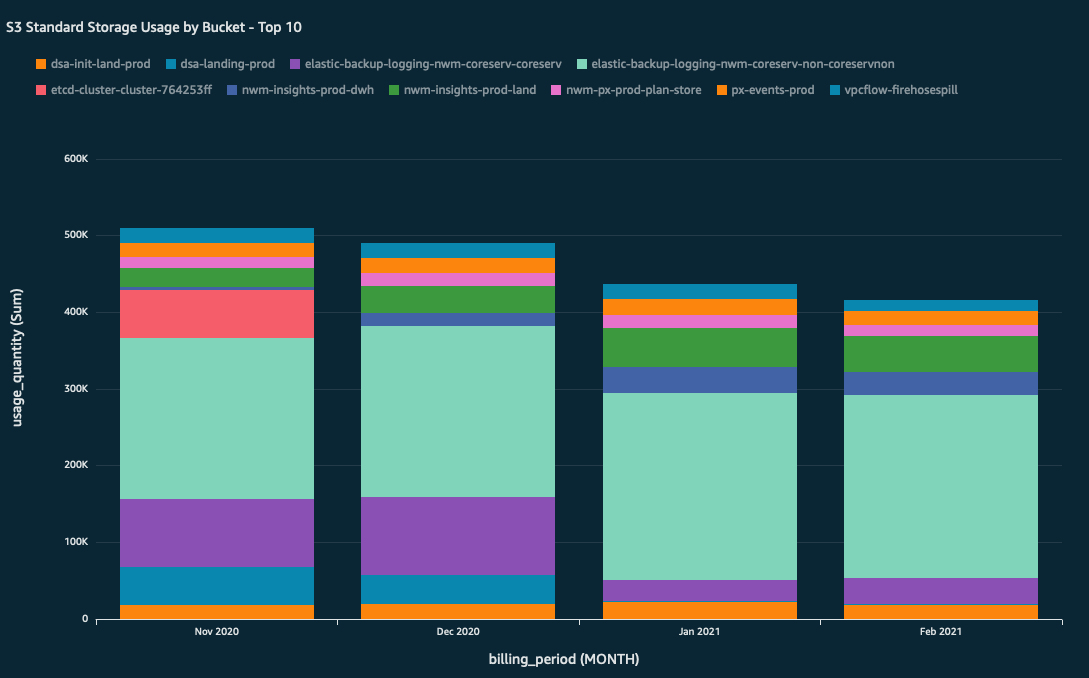 S3 Standard Storage Usage by Bucket - Top 10
dsa-init-land-prod dsa-landing-prod elastic-backup-logging-nwm-coreserv-coreserv elastic-backup-logging-nwm-coreserv-non-coreservnon
etcd-cluster-cluster-764253ff nwm-insights-prod-dwh nwm-insights-prod-land nwm-px-prod-plan-store px-events-prod vpcflow-firehosespill
600K
500K
400K
300K
200K
100K
0
usage_quantity (Sum)
Nov 2020 Dec 2020 Jan 2021 Feb 2021
billing_period (MONTH)